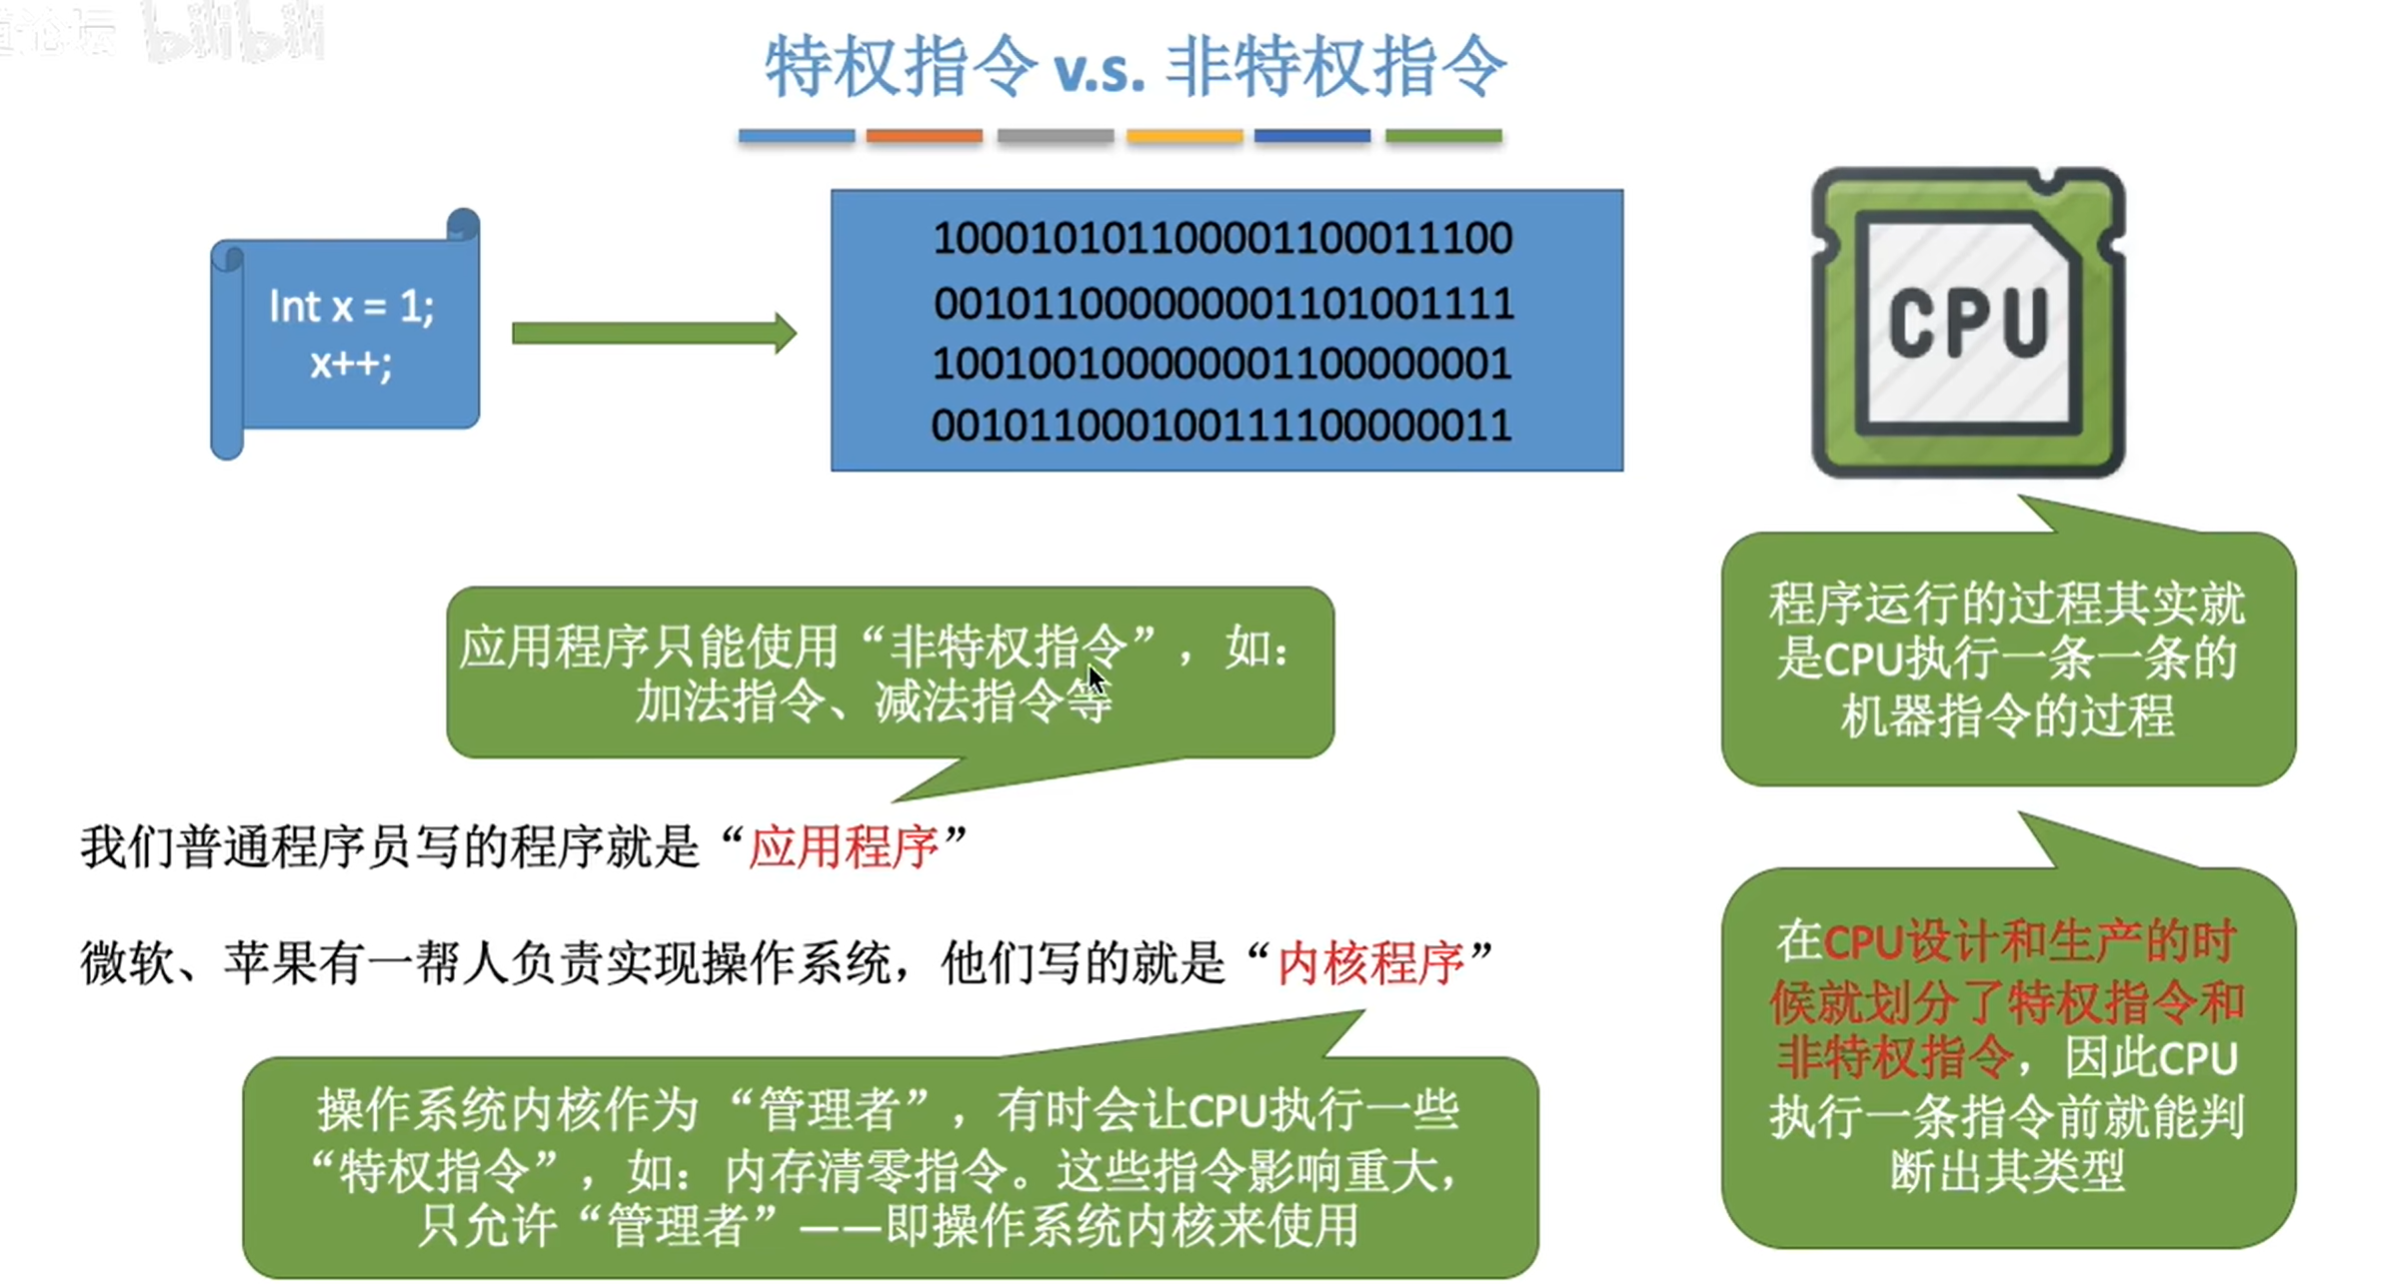 bilibili
特权指令 v.s. 非特权指令
Int x = 1;
x++;
100010101100001100011100
001011000000001101001111
100100100000001100000001
001011000100111100000011
CPU
程序运行的过程其实就
是CPU执行一条一条的
机器指令的过程
应用程序只能使用“非特权指令”，如：
加法指令、减法指令等
我们普通程序员写的程序就是“应用程序”
微软、苹果有一帮人负责实现操作系统，他们写的就是“内核程序”
在CPU设计和生产的时
候就划分了特权指令和
非特权指令，因此CPU
执行一条指令前就能判
断出其类型
操作系统内核作为 “管理者”，有时会让CPU执行一些
“特权指令”，如：内存清零指令。这些指令影响重大，
只允许“管理者”——即操作系统内核来使用